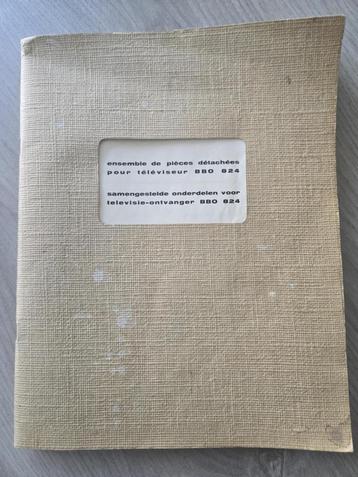 ensemble de pièces détachées
pour téléviseur BBO 824
samengestelde onderdelen voor
televisie-ontvanger BBO 824